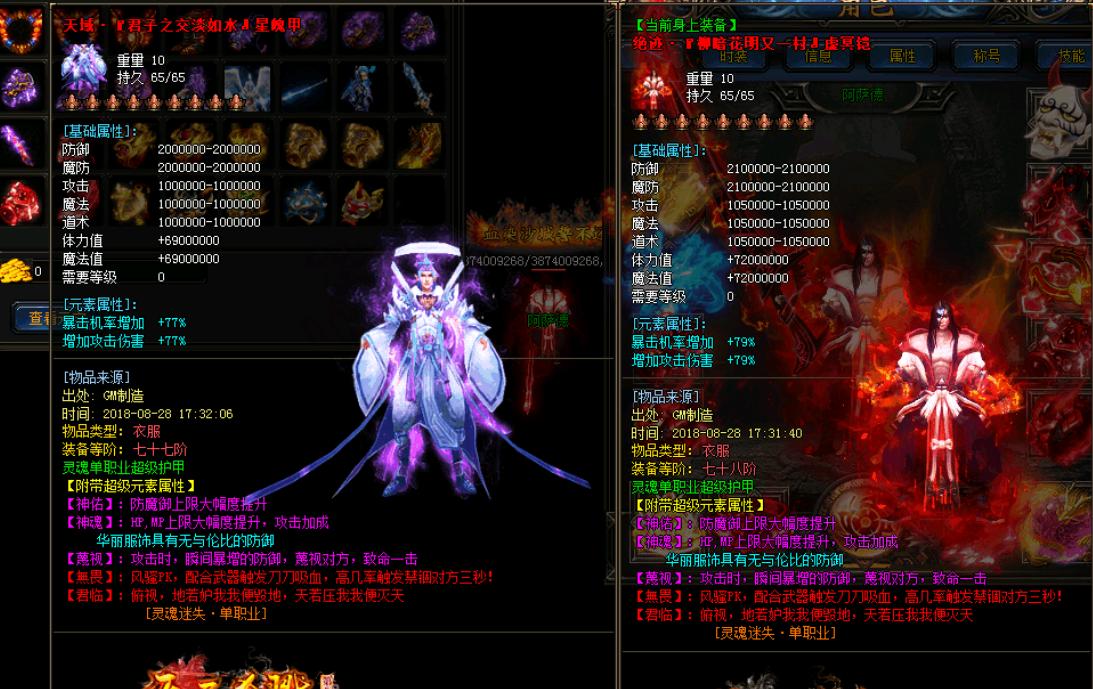 天域·『君子之交淡如水』星魄甲
重量 10
持久 65/65
[基础属性]:
防御 2000000-2000000
魔防 2000000-2000000
攻击 1000000-1000000
魔法 1000000-1000000
道术 1000000-1000000
体力值 +69000000
魔法值 +69000000
需要等级 0
[元素属性]:
暴击机率增加 +77%
增加攻击伤害 +77%
[物品来源]
出处: GM制造
时间: 2018-08-28 17:32:06
物品类型: 衣服
装备等阶: 七十七阶
灵魂单职业超级护甲
【附带超级元素属性】
【神佑】: 防魔御上限大幅度提升
【神魂】: HP,MP上限大幅度提升，攻击加成
华丽服饰具有无与伦比的防御
【蔑视】: 攻击时，瞬间暴增的防御，蔑视对方，致命一击
【無畏】: 风骚PK，配合武器触发刀刀吸血，高几率触发禁锢对方三秒!
【君临】: 俯视，地若妒我我便毁地，天若压我我便灭天
[灵魂迷失·单职业]
0
查看
374009268/3874009268,
阿萨德
角色
【当前身上装备】
绝迹·『柳暗花明又一村』虚冥铠
时装 信息 属性 称号 技能
阿萨德
重量 10
持久 65/65
[基础属性]:
防御 2100000-2100000
魔防 2100000-2100000
攻击 1050000-1050000
魔法 1050000-1050000
道术 1050000-1050000
体力值 +72000000
魔法值 +72000000
需要等级 0
[元素属性]:
暴击机率增加 +79%
增加攻击伤害 +79%
[物品来源]
出处: GM制造
时间: 2018-08-28 17:31:40
物品类型: 衣服
装备等阶: 七十八阶
灵魂单职业超级护甲
【附带超级元素属性】
【神佑】: 防魔御上限大幅度提升
【神魂】: HP,MP上限大幅度提升，攻击加成
华丽服饰具有无与伦比的防御
【蔑视】: 攻击时，瞬间暴增的防御，蔑视对方，致命一击
【無畏】: 风骚PK，配合武器触发刀刀吸血，高几率触发禁锢对方三秒!
【君临】: 俯视，地若妒我我便毁地，天若压我我便灭天
[灵魂迷失·单职业]